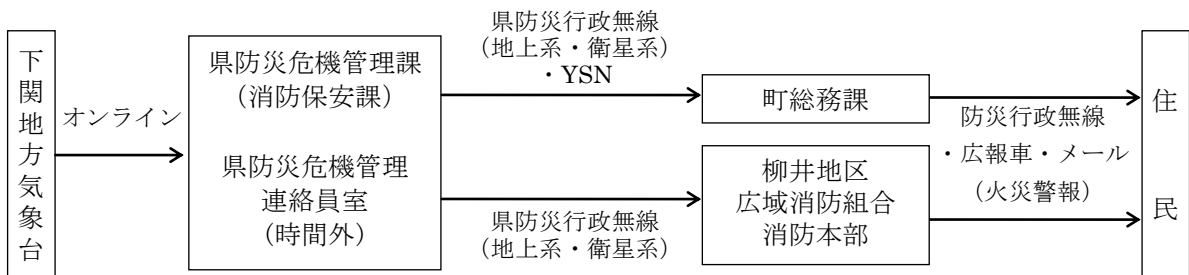 下関地方気象台
オンライン
県防災危機管理課
（消防保安課）
県防災危機管理
連絡員室
（時間外）
県防災行政無線
（地上系・衛星系）
・YSN
県防災行政無線
（地上系・衛星系）
町総務課
柳井地区
広域消防組合
消防本部
防災行政無線
・広報車・メール
（火災警報）
住民